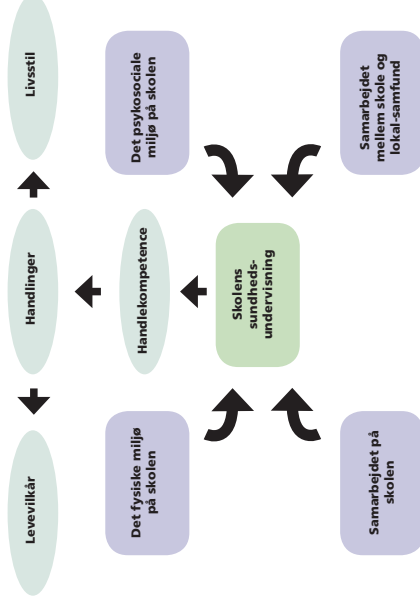 Levevilkår
Handlinger
Livsstil
Det fysiske miljø
på skolen
Handlekompetence
Det psykosociale
miljø på skolen
Skolens
sundheds-
undervisning
Samarbejdet på
skolen
Samarbejdet
mellem skole og
lokal-samfund